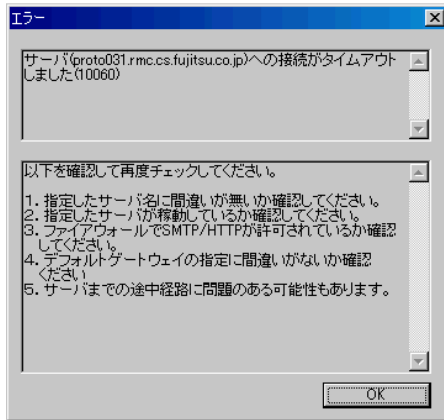 エラー
サーバ(proto031.rmc.cs.fujitsu.co.jp)への接続がタイムアウト
しました(10060)
以下を確認して再度チェックしてください。
1. 指定したサーバ名に間違いが無いか確認してください。
2. 指定したサーバが稼動しているか確認してください。
3. ファイアウォールでSMTP/HTTPが許可されているか確認
してください。
4. デフォルトゲートウェイの指定に間違いがないか確認
ください
5. サーバまでの途中経路に問題のある可能性もあります。
OK